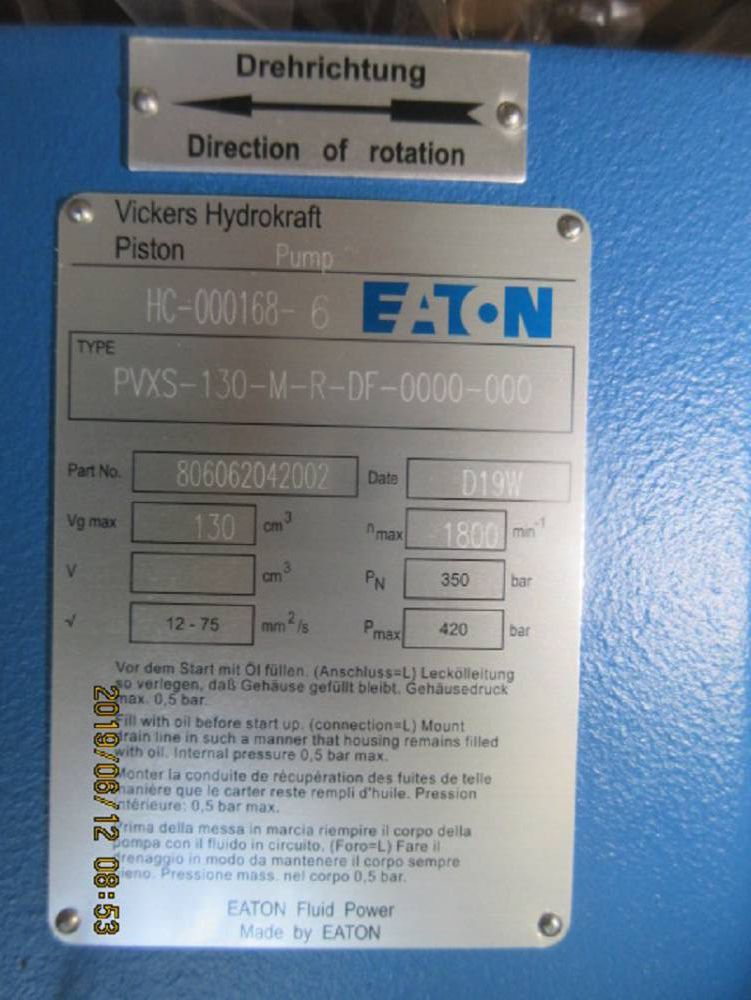 Drehrichtung
Direction of rotation
Vickers Hydrokraft
Piston Pump
HC-000168- 6 EATON
TYPE
PVXS-130-M-R-DF-0000-000
Part No. 806062042002 Date D19W
Vg max 130 cm³ nmax 1800 min⁻¹
V cm³ PN 350 bar
√ 12-75 mm²/s Pmax 420 bar
Vor dem Start mit Öl füllen. (Anschluss=L) Leckölleitung
so verlegen, daß Gehäuse gefüllt bleibt. Gehäusedruck
max. 0,5 bar.
Fill with oil before start up. (connection=L) Mount
drain line in such a manner that housing remains filled
with oil. Internal pressure 0,5 bar max.
Monter la conduite de récupération des fuites de telle
manière que le carter reste rempli d'huile. Pression
intérieure: 0,5 bar max.
Prima della messa in marcia riempire il corpo della
pompa con il fluido in circuito. (Foro=L) Fare il
drenaggio in modo da mantenere il corpo sempre
pieno. Pressione mass. nel corpo 0,5 bar.
EATON Fluid Power
Made by EATON
2019/06/12 08:53